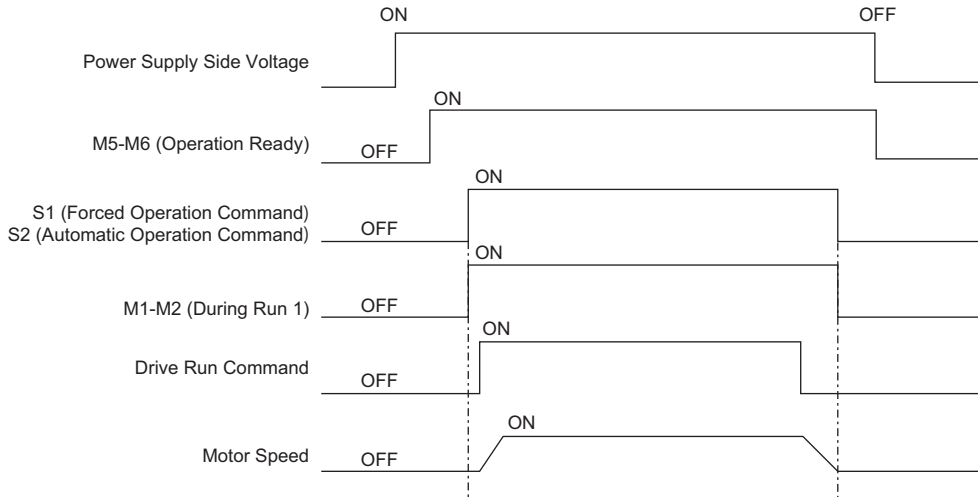 ON OFF
Power Supply Side Voltage
ON
M5-M6 (Operation Ready) OFF
ON
S1 (Forced Operation Command)
S2 (Automatic Operation Command) OFF
ON
M1-M2 (During Run 1) OFF
ON
Drive Run Command OFF
ON
Motor Speed OFF